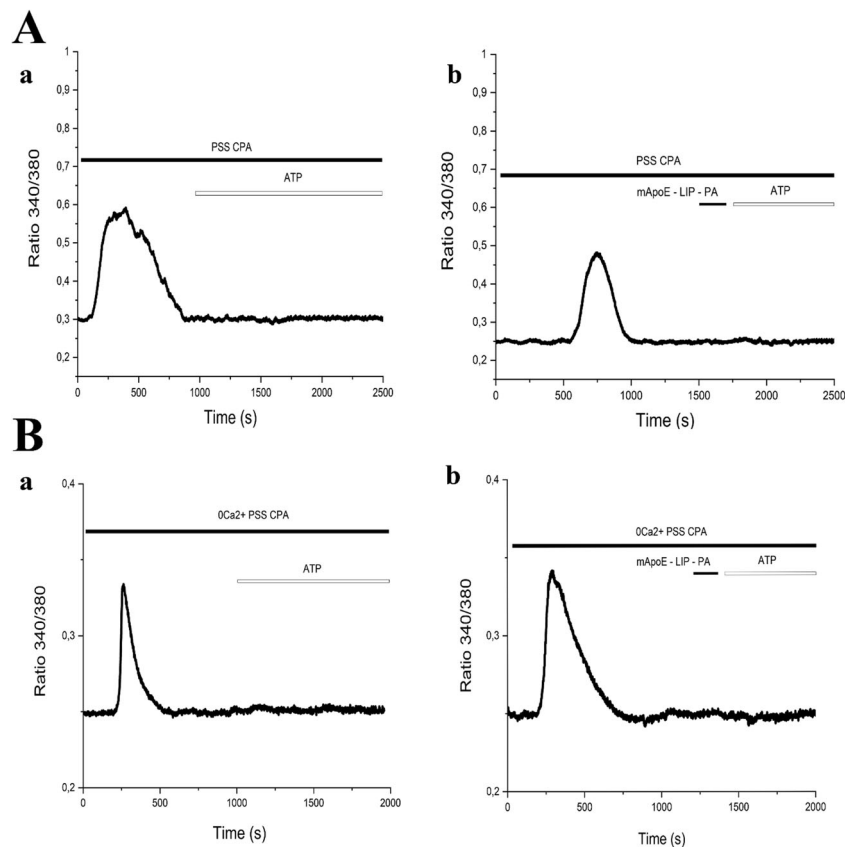 A
a
1
0,9
0,8
0,7
0,6
0,5
0,4
0,3
0,2
Ratio 340/380
PSS CPA
ATP
0
500
1000
1500
2000
2500
Time (s)
b
1
0,9
0,8
0,7
0,6
0,5
0,4
0,3
0,2
Ratio 340/380
PSS CPA
mApoE - LIP - PA
ATP
0
500
1000
1500
2000
2500
Time (s)
B
a
0,4
0,3
0,2
Ratio 340/380
0Ca2+ PSS CPA
ATP
0
500
1000
1500
2000
Time (s)
b
0,4
0,3
0,2
Ratio 340/380
0Ca2+ PSS CPA
mApoE - LIP - PA
ATP
0
500
1000
1500
2000
Time (s)